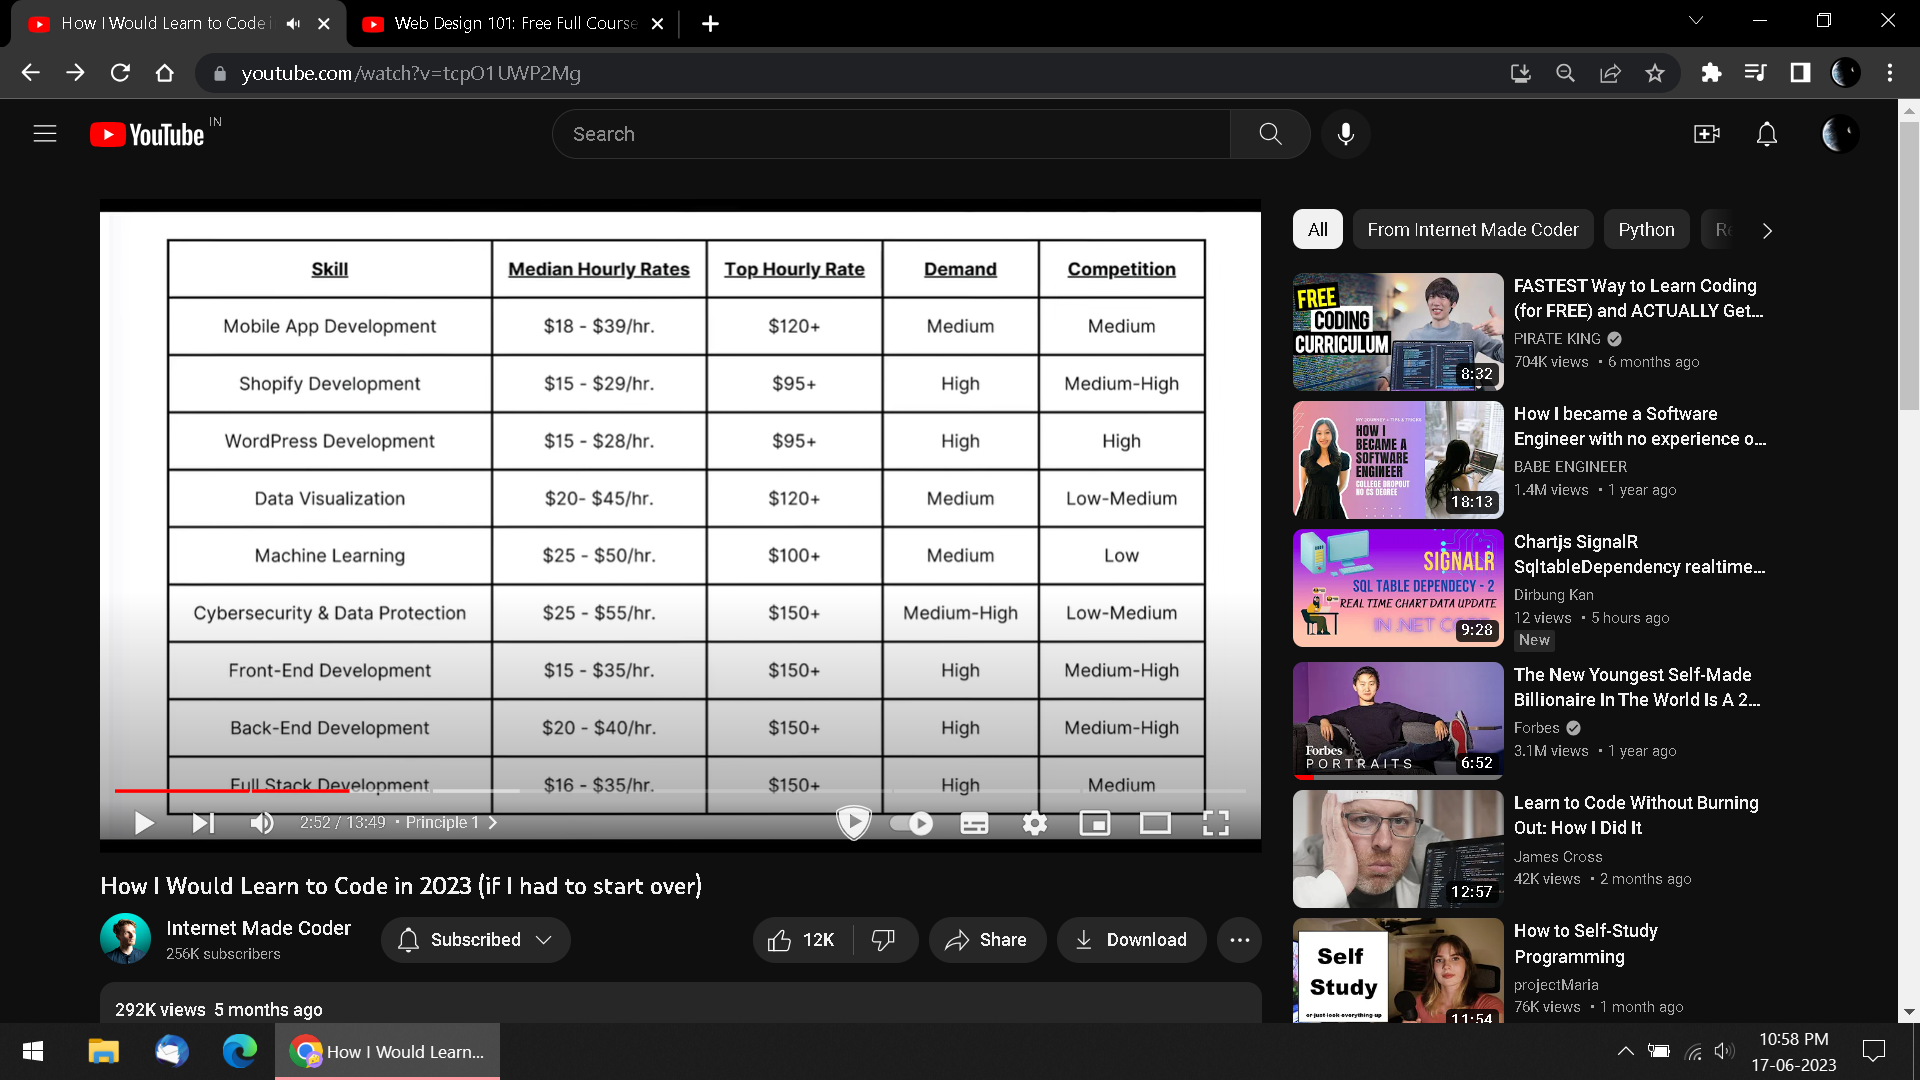 How I Would Learn to Code i
Web Design 101: Free Full Course
youtube.com/watch?v=tcpO1UWP2Mg
YouTube IN
Search
Skill Median Hourly Rates Top Hourly Rate Demand Competition
Mobile App Development $18 - $39/hr. $120+ Medium Medium
Shopify Development $15 - $29/hr. $95+ High Medium-High
WordPress Development $15 - $28/hr. $95+ High High
Data Visualization $20- $45/hr. $120+ Medium Low-Medium
Machine Learning $25 - $50/hr. $100+ Medium Low
Cybersecurity & Data Protection $25 - $55/hr. $150+ Medium-High Low-Medium
Front-End Development $15 - $35/hr. $150+ High Medium-High
Back-End Development $20 - $40/hr. $150+ High Medium-High
Full Stack Development $16 - $35/hr. $150+ High Medium
2:52 / 13:49 • Principle 1
How I Would Learn to Code in 2023 (if I had to start over)
Internet Made Coder
256K subscribers
Subscribed
12K
Share
Download
292K views 5 months ago
All From Internet Made Coder Python Re
FREE
CODING
CURRICULUM
8:32
FASTEST Way to Learn Coding
(for FREE) and ACTUALLY Get...
PIRATE KING
704K views • 6 months ago
HOW I
BECAME A
SOFTWARE
ENGINEER
COLLEGE DROPOUT
NO CS DEGREE
18:13
How I became a Software
Engineer with no experience o...
BABE ENGINEER
1.4M views • 1 year ago
SIGNALR
SQL TABLE DEPENDECY - 2
REAL TIME CHART DATA UPDATE
IN .NET CO
9:28
Chartjs SignalR
SqltableDependency realtime...
Dirbung Kan
12 views • 5 hours ago
New
Forbes
PORTRAITS
6:52
The New Youngest Self-Made
Billionaire In The World Is A 2...
Forbes
3.1M views • 1 year ago
12:57
Learn to Code Without Burning
Out: How I Did It
James Cross
42K views • 2 months ago
Self
Study
or just look everything up
11:54
How to Self-Study
Programming
projectMaria
76K views • 1 month ago
How I Would Learn...
10:58 PM
17-06-2023